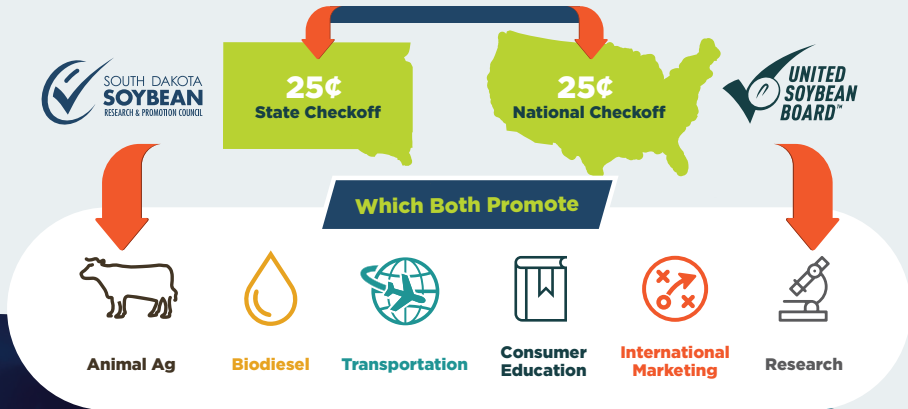 SOUTH DAKOTA
SOYBEAN
RESEARCH & PROMOTION COUNCIL
25¢
State Checkoff
25¢
National Checkoff
UNITED
SOYBEAN
BOARD™
Which Both Promote
Animal Ag
Biodiesel
Transportation
Consumer
Education
International
Marketing
Research